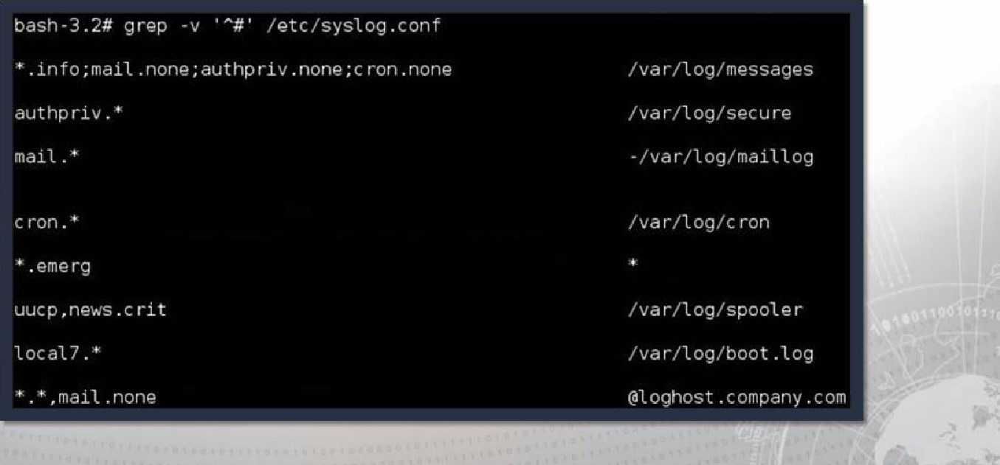 bash-3.2# grep -v '^#' /etc/syslog.conf
*.info;mail.none;authpriv.none;cron.none /var/log/messages
authpriv.* /var/log/secure
mail.* -/var/log/maillog
cron.* /var/log/cron
*.emerg *
uucp,news.crit /var/log/spooler
local7.* /var/log/boot.log
*.*,mail.none @loghost.company.com